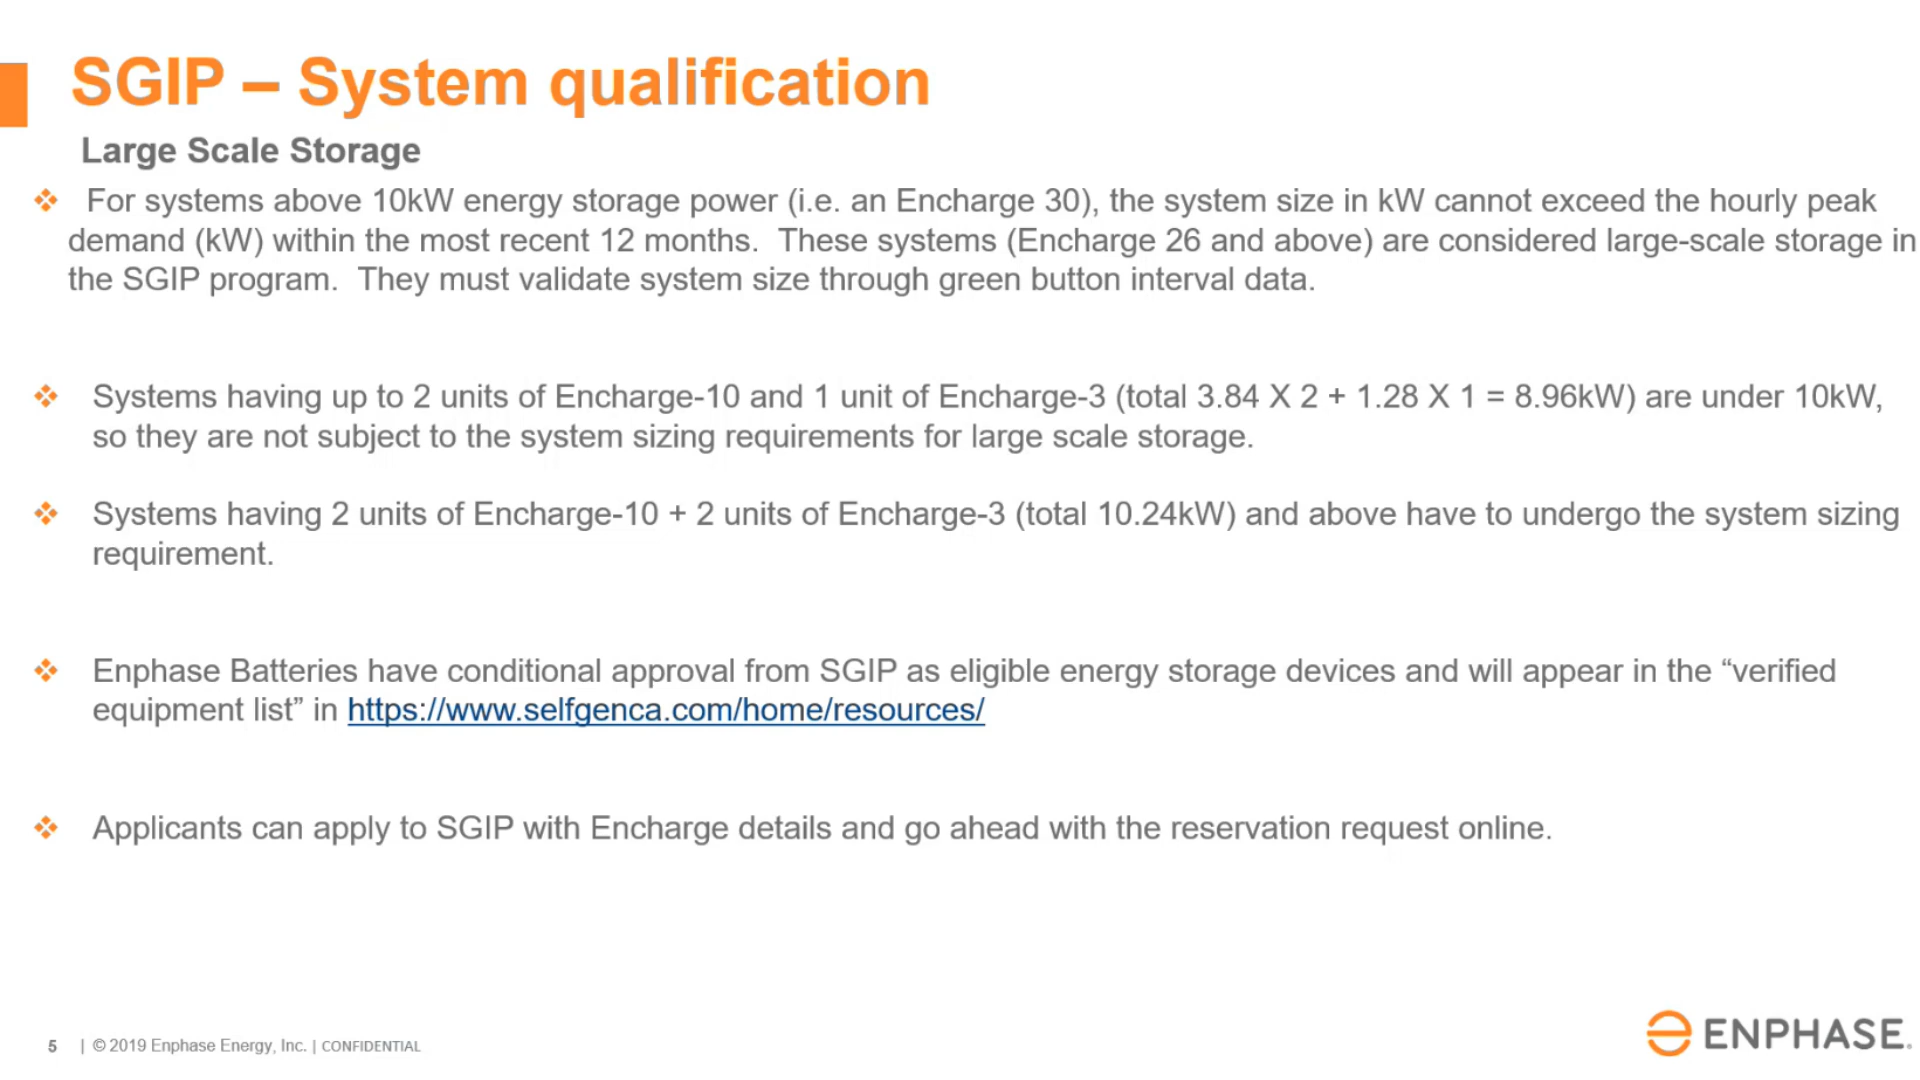 SGIP – System qualification
Large Scale Storage
For systems above 10kW energy storage power (i.e. an Encharge 30), the system size in kW cannot exceed the hourly peak
demand (kW) within the most recent 12 months.  These systems (Encharge 26 and above) are considered large-scale storage in
the SGIP program.  They must validate system size through green button interval data.
Systems having up to 2 units of Encharge-10 and 1 unit of Encharge-3 (total 3.84 X 2 + 1.28 X 1 = 8.96kW) are under 10kW,
so they are not subject to the system sizing requirements for large scale storage.
Systems having 2 units of Encharge-10 + 2 units of Encharge-3 (total 10.24kW) and above have to undergo the system sizing
requirement.
Enphase Batteries have conditional approval from SGIP as eligible energy storage devices and will appear in the “verified
equipment list” in https://www.selfgenca.com/home/resources/
Applicants can apply to SGIP with Encharge details and go ahead with the reservation request online.
5 | © 2019 Enphase Energy, Inc. | CONFIDENTIAL
ENPHASE.